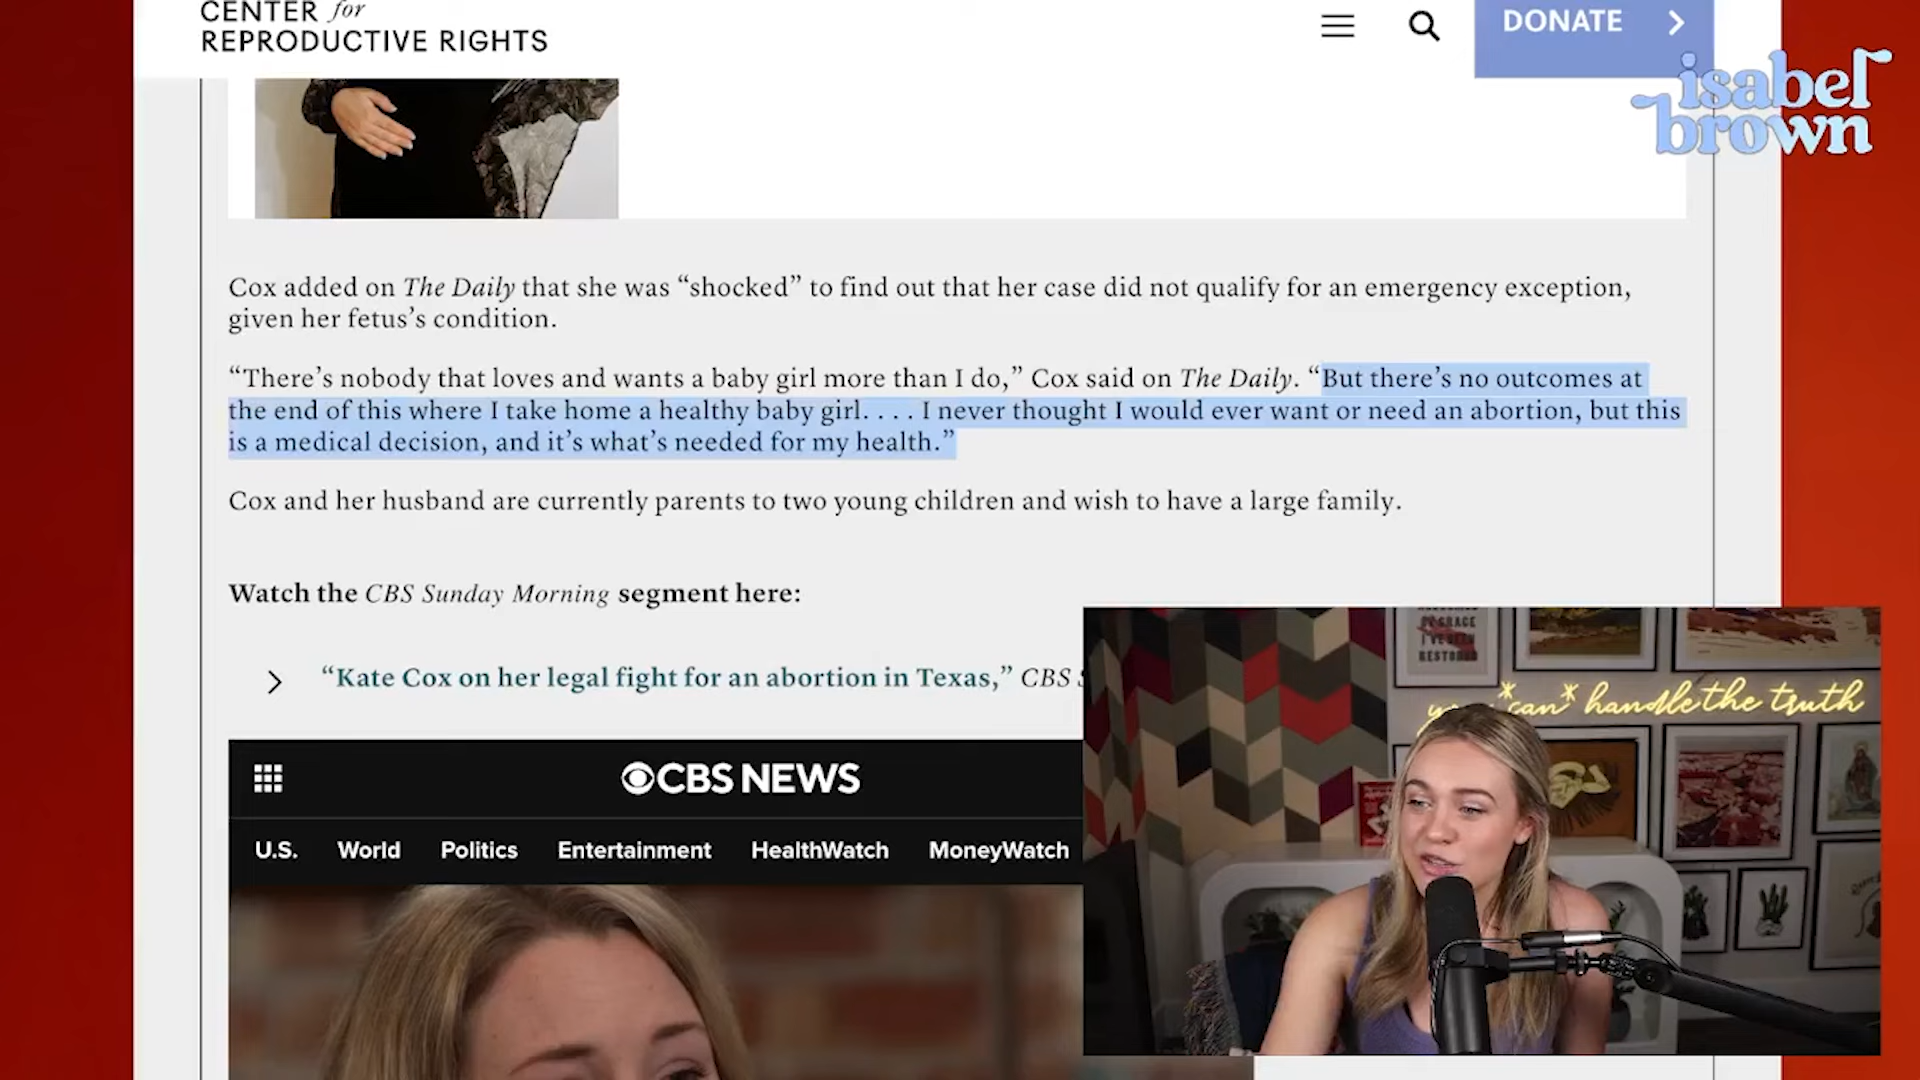 CENTER for
REPRODUCTIVE RIGHTS
DONATE
isabel
brown
Cox added on The Daily that she was “shocked” to find out that her case did not qualify for an emergency exception,
given her fetus’s condition.
“There’s nobody that loves and wants a baby girl more than I do,” Cox said on The Daily. “But there’s no outcomes at
the end of this where I take home a healthy baby girl. . . . I never thought I would ever want or need an abortion, but this
is a medical decision, and it’s what’s needed for my health.”
Cox and her husband are currently parents to two young children and wish to have a large family.
Watch the CBS Sunday Morning segment here:
“Kate Cox on her legal fight for an abortion in Texas,” CBS
CBS NEWS
U.S. World Politics Entertainment HealthWatch MoneyWatch
GRACE
I'VE BEEN
RESTORED
*can* handle the truth